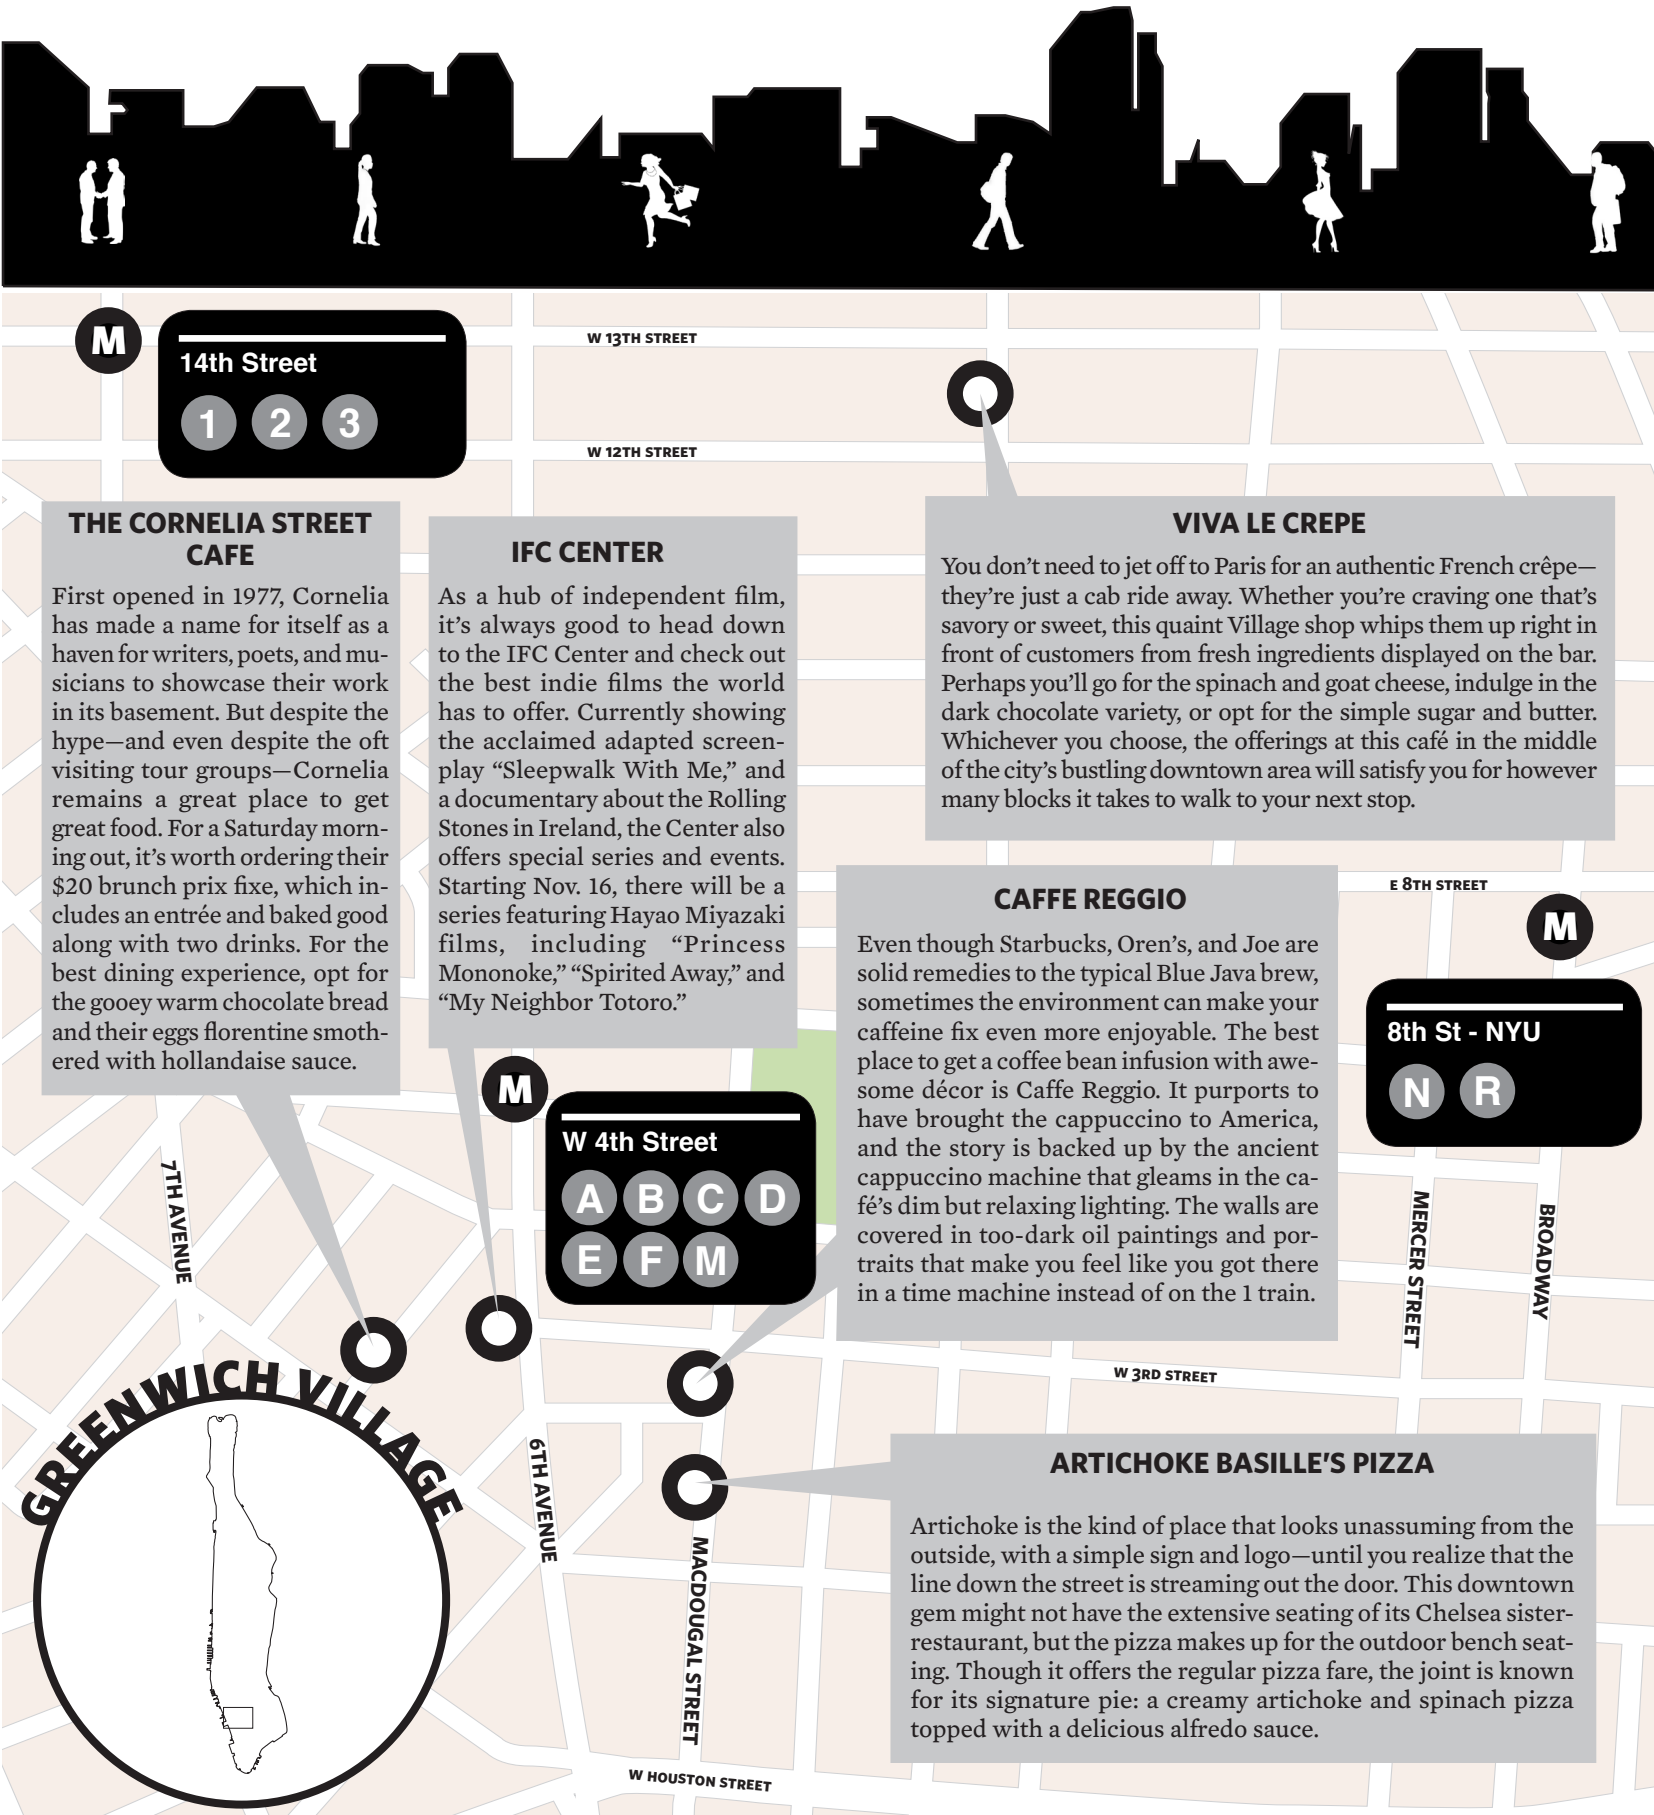 W 13TH STREET
M
14th Street
1 2 3
W 12TH STREET
THE CORNELIA STREET
CAFE
First opened in 1977, Cornelia
has made a name for itself as a
haven for writers, poets, and mu-
sicians to showcase their work
in its basement. But despite the
hype—and even despite the oft
visiting tour groups—Cornelia
remains a great place to get
great food. For a Saturday morn-
ing out, it’s worth ordering their
$20 brunch prix fixe, which in-
cludes an entrée and baked good
along with two drinks. For the
best dining experience, opt for
the gooey warm chocolate bread
and their eggs florentine smoth-
ered with hollandaise sauce.
IFC CENTER
As a hub of independent film,
it’s always good to head down
to the IFC Center and check out
the best indie films the world
has to offer. Currently showing
the acclaimed adapted screen-
play “Sleepwalk With Me,” and
a documentary about the Rolling
Stones in Ireland, the Center also
offers special series and events.
Starting Nov. 16, there will be a
series featuring Hayao Miyazaki
films, including “Princess
Mononoke,” “Spirited Away,” and
“My Neighbor Totoro.”
VIVA LE CREPE
You don’t need to jet off to Paris for an authentic French crêpe—
they’re just a cab ride away. Whether you’re craving one that’s
savory or sweet, this quaint Village shop whips them up right in
front of customers from fresh ingredients displayed on the bar.
Perhaps you’ll go for the spinach and goat cheese, indulge in the
dark chocolate variety, or opt for the simple sugar and butter.
Whichever you choose, the offerings at this café in the middle
of the city’s bustling downtown area will satisfy you for however
many blocks it takes to walk to your next stop.
CAFFE REGGIO
Even though Starbucks, Oren’s, and Joe are
solid remedies to the typical Blue Java brew,
sometimes the environment can make your
caffeine fix even more enjoyable. The best
place to get a coffee bean infusion with awe-
some décor is Caffe Reggio. It purports to
have brought the cappuccino to America,
and the story is backed up by the ancient
cappuccino machine that gleams in the ca-
fé’s dim but relaxing lighting. The walls are
covered in too-dark oil paintings and por-
traits that make you feel like you got there
in a time machine instead of on the 1 train.
E 8TH STREET
M
8th St - NYU
N R
M
W 4th Street
A B C D
E F M
7TH AVENUE
MERCER STREET
BROADWAY
W 3RD STREET
GREENWICH VILLAGE
6TH AVENUE
MACDOUGAL STREET
ARTICHOKE BASILLE’S PIZZA
Artichoke is the kind of place that looks unassuming from the
outside, with a simple sign and logo—until you realize that the
line down the street is streaming out the door. This downtown
gem might not have the extensive seating of its Chelsea sister-
restaurant, but the pizza makes up for the outdoor bench seat-
ing. Though it offers the regular pizza fare, the joint is known
for its signature pie: a creamy artichoke and spinach pizza
topped with a delicious alfredo sauce.
W HOUSTON STREET